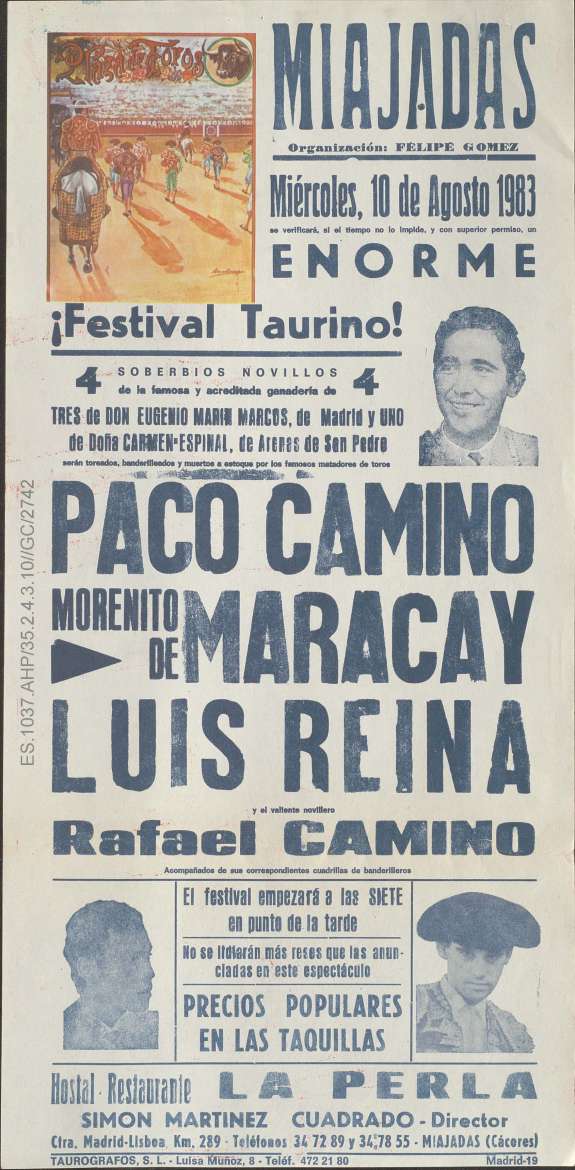 Plaza de Toros
MIAJADAS
Organización: FELIPE GOMEZ
Miércoles, 10 de Agosto 1983
se verificará, si el tiempo no lo impide, y con superior permiso, un
ENORME
¡Festival Taurino!
4 SOBERBIOS NOVILLOS 4
de la famosa y acreditada ganadería de
TRES de DON EUGENIO MARIN MARCOS, de Madrid y UNO
de Doña CARMEN ESPINAL, de Arenas de San Pedro
serán toreados, banderilleados y muertos a estoque por los famosos matadores de toros
PACO CAMINO
MORENITO
DE MARACAY
LUIS REINA
y el valiente novillero
Rafael CAMINO
Acompañados de sus correspondientes cuadrillas de banderilleros
El festival empezará a las SIETE
en punto de la tarde
No se lidiarán más reses que las anun-
ciadas en este espectáculo
PRECIOS POPULARES
EN LAS TAQUILLAS
Hostal - Restaurante LA PERLA
SIMON MARTINEZ CUADRADO - Director
Ctra. Madrid-Lisboa, Km. 289 - Teléfonos 34 72 89 y 34 78 55 - MIAJADAS (Cáceres)
TAUROGRAFOS, S. L. - Luisa Muñoz, 8 - Teléf. 472 21 80 Madrid-19
ES.1037.AHP/35.2.4.3.10//GC/2742